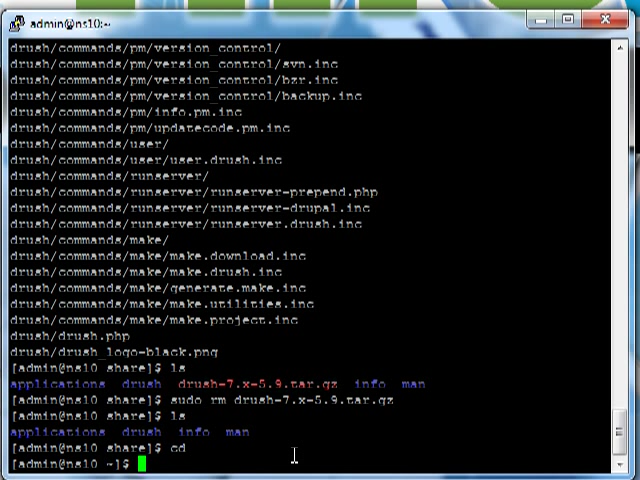 admin@ns10:~
drush/commands/pm/version_control/
drush/commands/pm/version_control/svn.inc
drush/commands/pm/version_control/bzr.inc
drush/commands/pm/version_control/backup.inc
drush/commands/pm/info.pm.inc
drush/commands/pm/updatecode.pm.inc
drush/commands/user/
drush/commands/user/user.drush.inc
drush/commands/runserver/
drush/commands/runserver/runserver-prepend.php
drush/commands/runserver/runserver-drupal.inc
drush/commands/runserver/runserver.drush.inc
drush/commands/make/
drush/commands/make/make.download.inc
drush/commands/make/make.drush.inc
drush/commands/make/generate.make.inc
drush/commands/make/make.utilities.inc
drush/commands/make/make.project.inc
drush/drush.php
drush/drush_logo-black.png
[admin@ns10 share]$ ls
applications drush drush-7.x-5.9.tar.gz info man
[admin@ns10 share]$ sudo rm drush-7.x-5.9.tar.gz
[admin@ns10 share]$ ls
applications drush info man
[admin@ns10 share]$ cd
[admin@ns10 ~]$